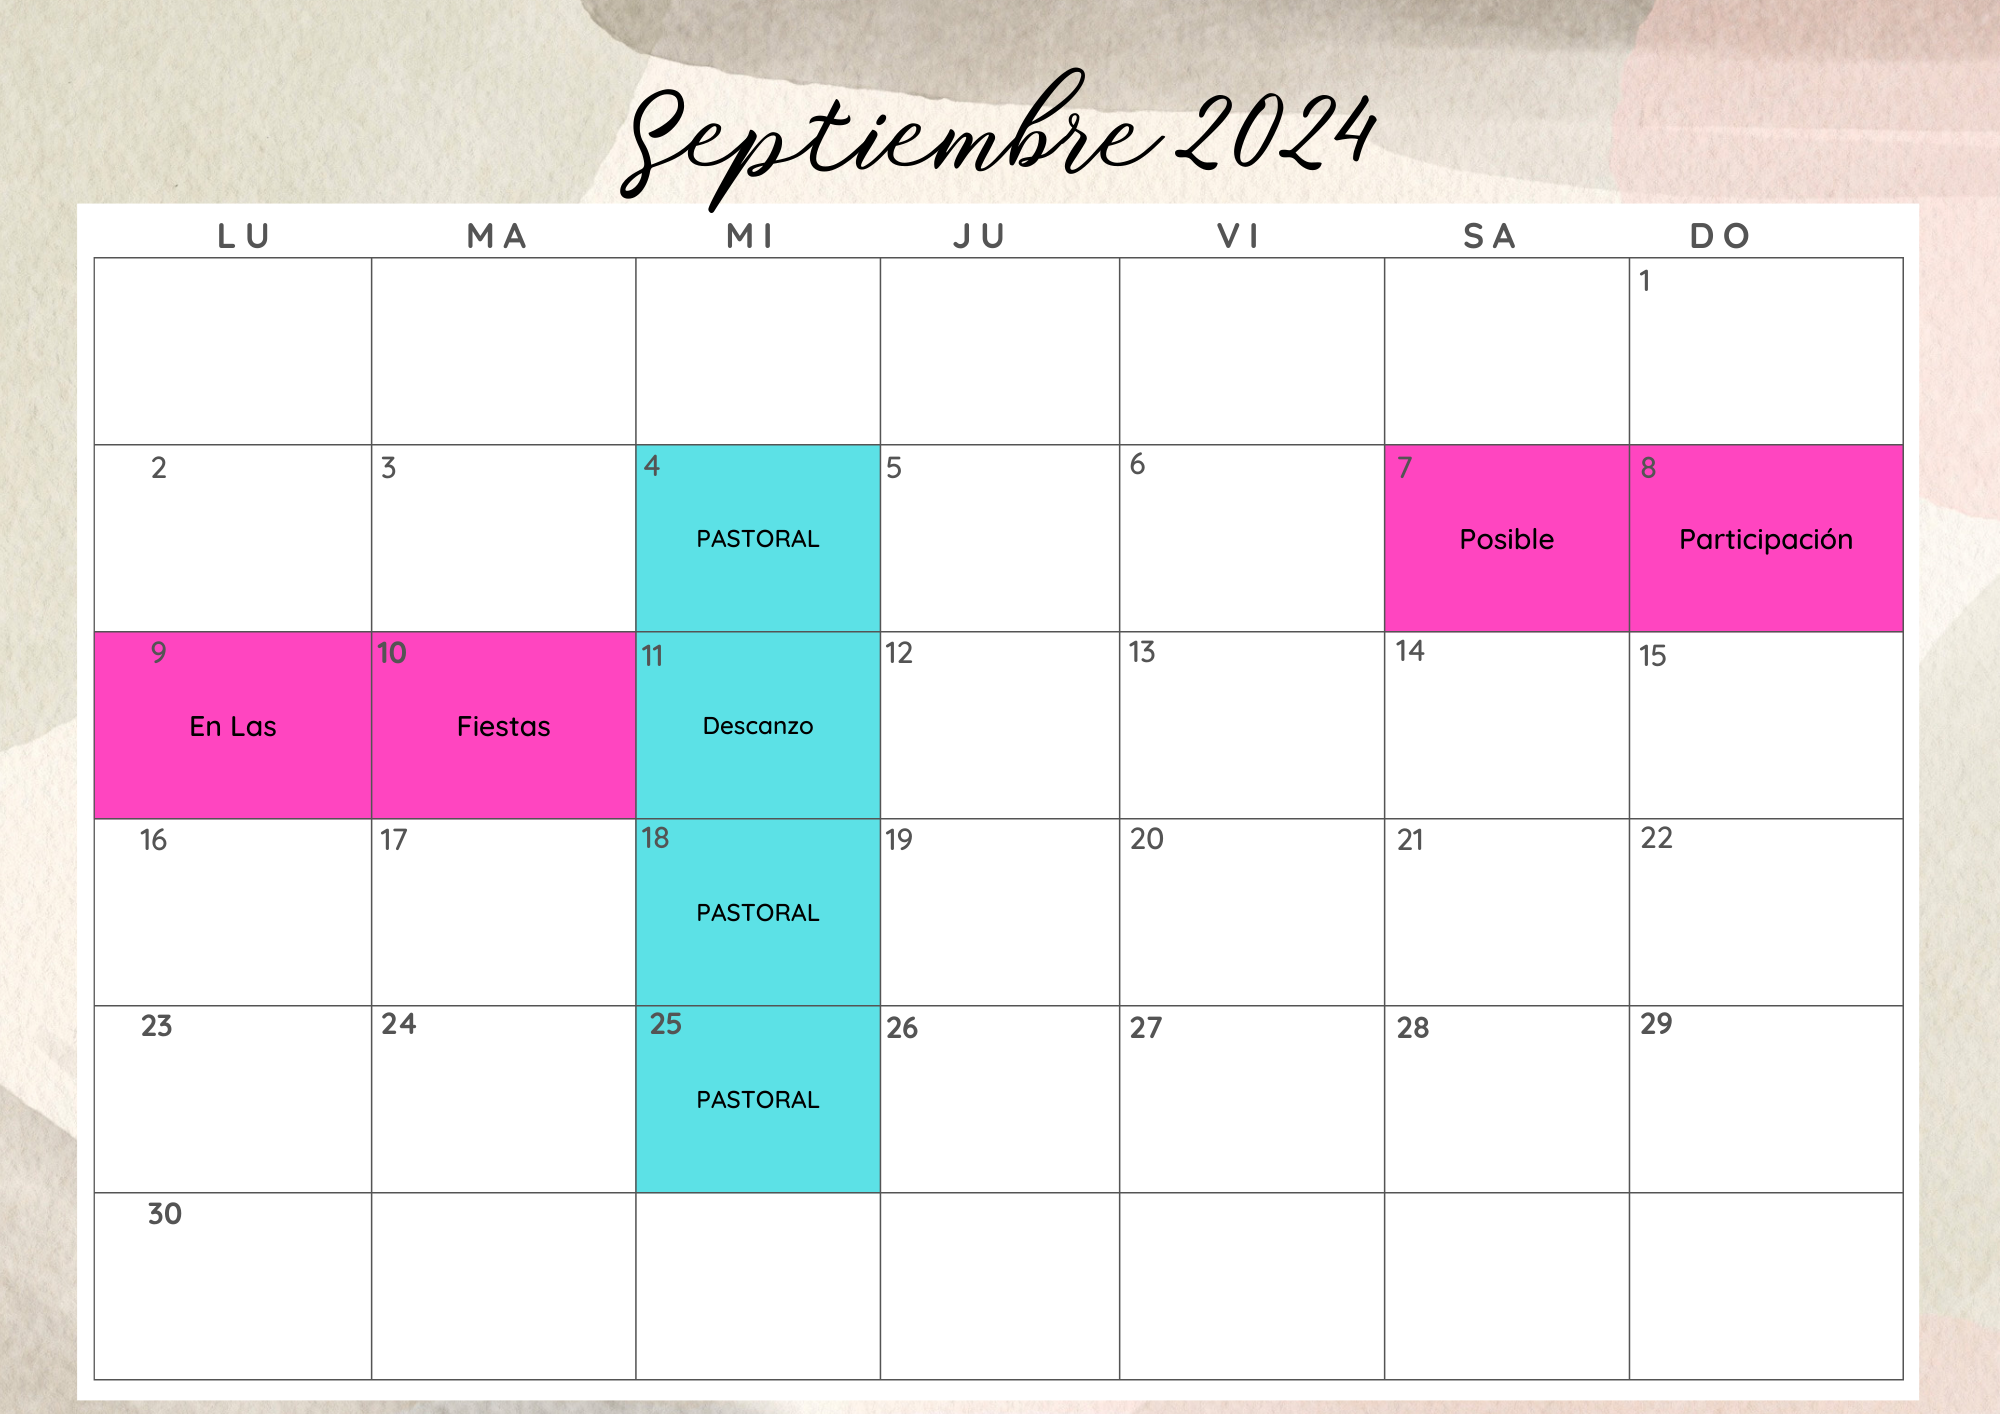 Septiembre 2024
LU MA MI JU VI SA DO
1
2 3 4 5 6 7 8
PASTORAL Posible Participación
9 10 11 12 13 14 15
En Las Fiestas Descanzo
16 17 18 19 20 21 22
PASTORAL
23 24 25 26 27 28 29
PASTORAL
30